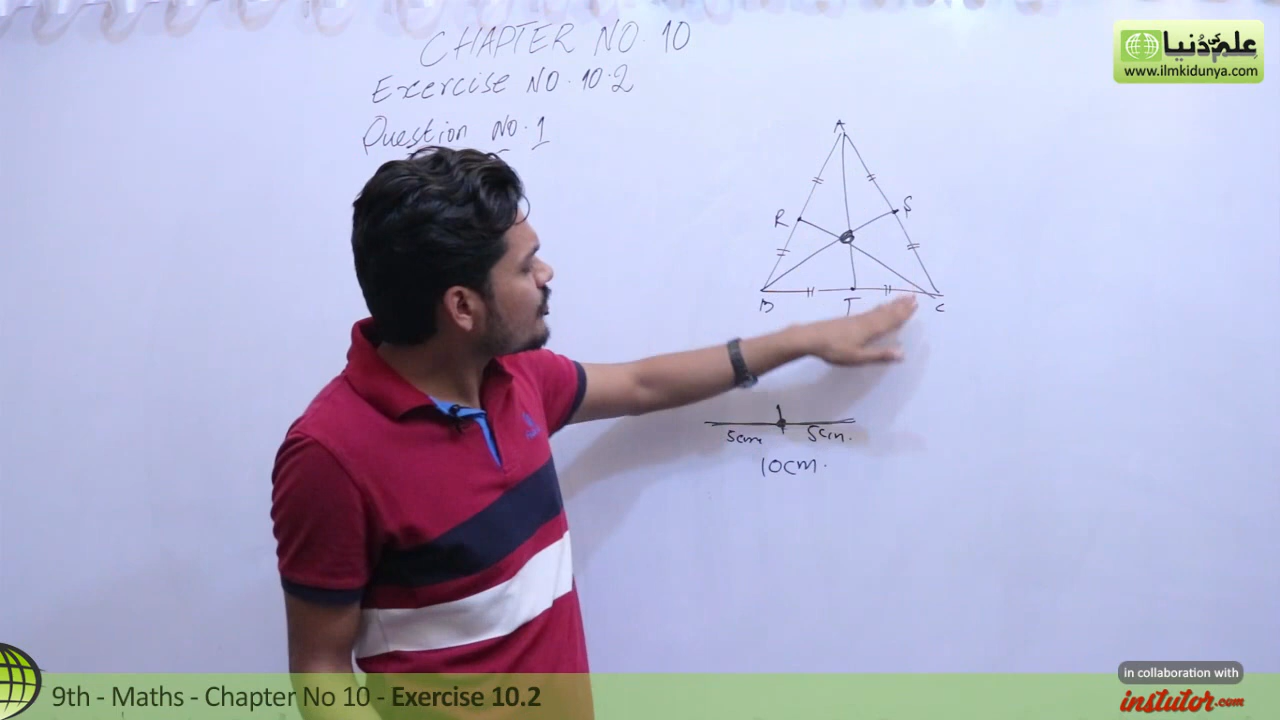 CHAPTER NO. 10
Exercise NO. 10.2
Question NO. 1
علم کی دُنیا
www.ilmkidunya.com
A
R
S
B
T
C
5cm
5cm.
10cm.
in collaboration with
instutor.com
9th - Maths - Chapter No 10 - Exercise 10.2